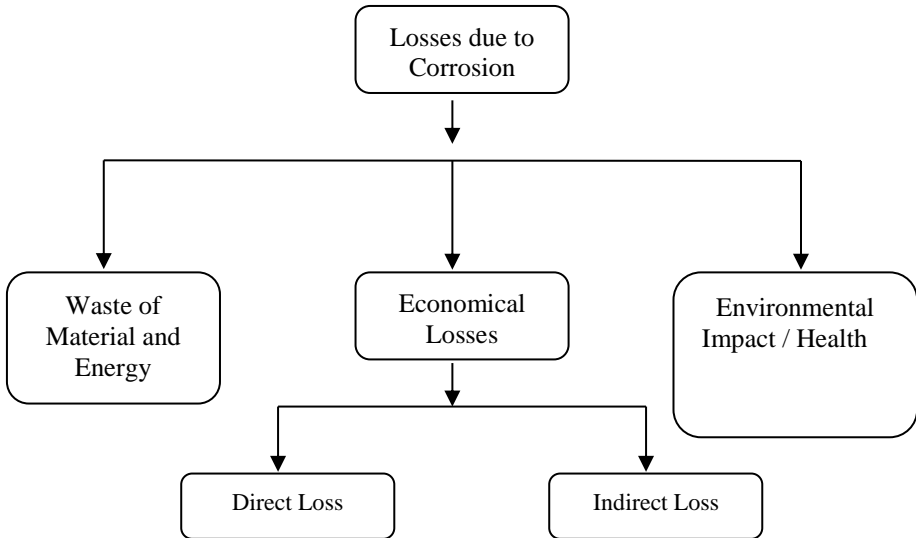 Losses due to
Corrosion
Waste of
Material and
Energy
Economical
Losses
Environmental
Impact / Health
Direct Loss
Indirect Loss